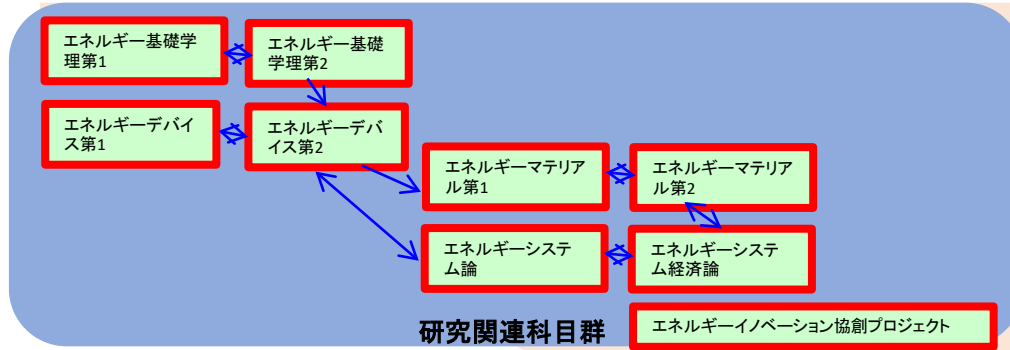 エネルギー基礎学
理第1
エネルギー基礎
学理第2
エネルギーデバイ
ス第1
エネルギーデバ
イス第2
エネルギーマテリア
ル第1
エネルギーマテリア
ル第2
エネルギーシステ
ム論
エネルギーシステ
ム経済論
研究関連科目群
エネルギーイノベーション協創プロジェクト